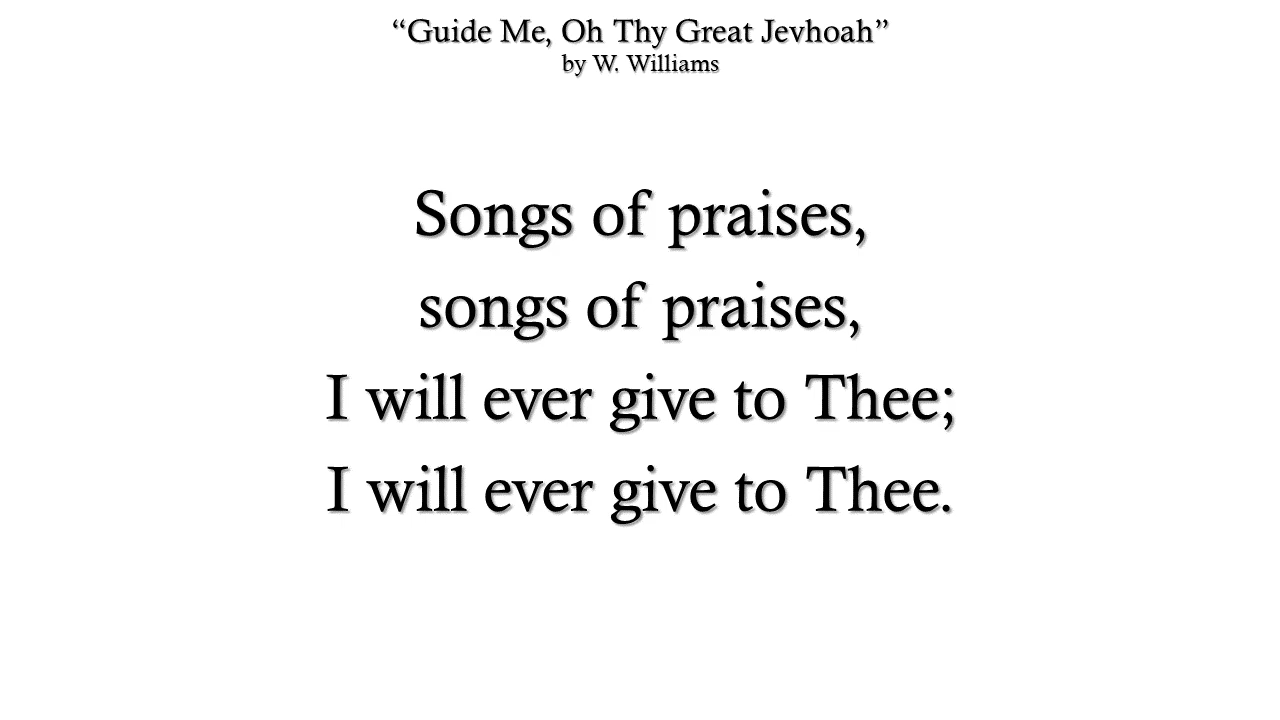 “Guide Me, Oh Thy Great Jevhoah”
by W. Williams
Songs of praises,
songs of praises,
I will ever give to Thee;
I will ever give to Thee.